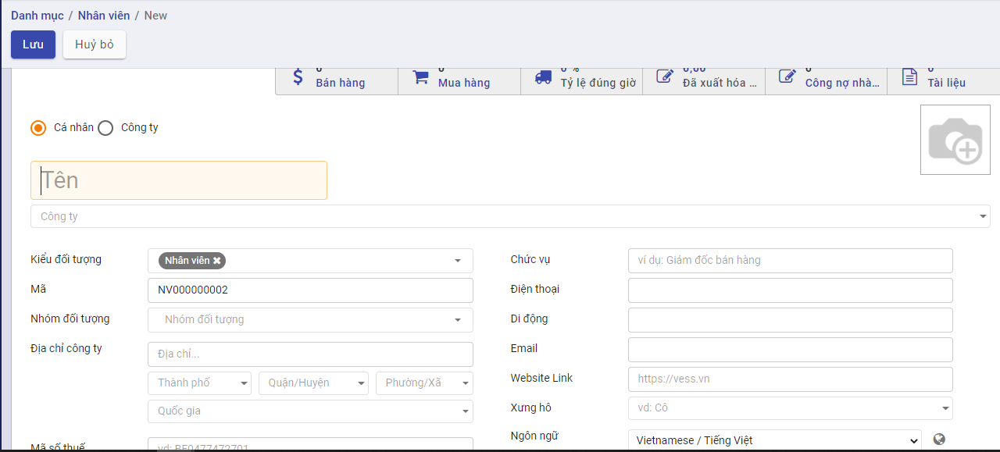 Danh mục / Nhân viên / New
Lưu Huỷ bỏ
0 0 0 % 0,00 0 0
Bán hàng Mua hàng Tỷ lệ đúng giờ Đã xuất hóa ... Công nợ nhà... Tài liệu
Cá nhân Công ty
Tên
Công ty
Kiểu đối tượng Nhân viên ✖ Chức vụ ví dụ: Giám đốc bán hàng
Mã NV000000002 Điện thoại
Nhóm đối tượng Nhóm đối tượng Di động
Địa chỉ công ty Địa chỉ... Email
Thành phố Quận/Huyện Phường/Xã Website Link https://vess.vn
Quốc gia Xưng hô vd: Cô
Mã số thuế vd: BE0477472701 Ngôn ngữ Vietnamese / Tiếng Việt